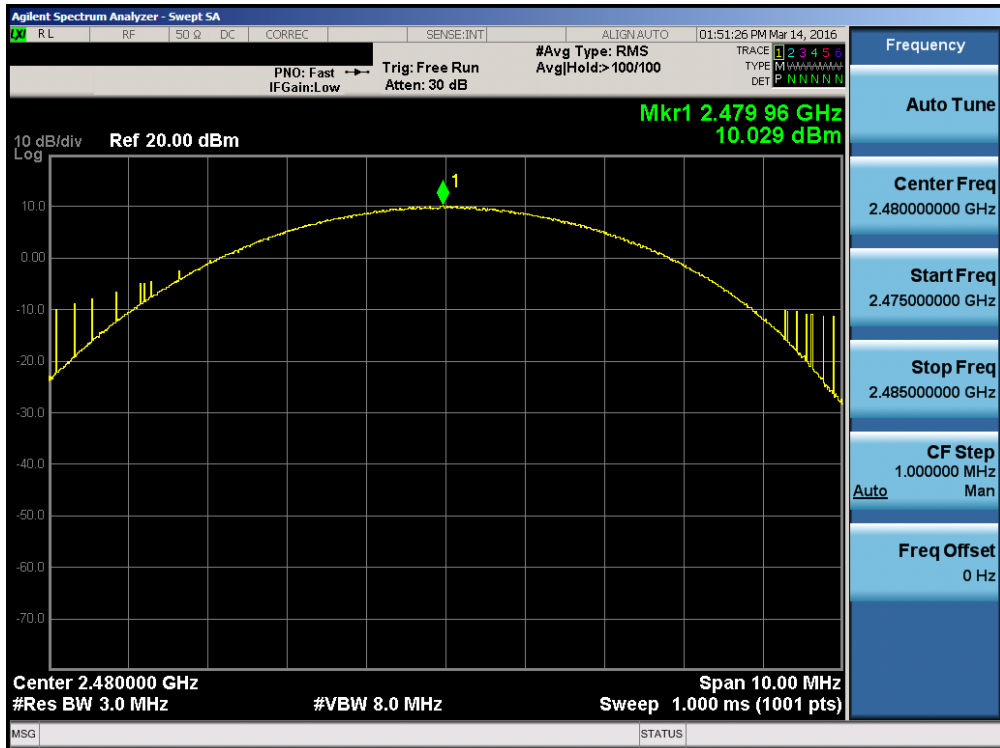 Agilent Spectrum Analyzer - Swept SA
LXI RL RF 50 Ω DC CORREC SENSE:INT ALIGN AUTO 01:51:26 PM Mar 14, 2016
PNO: Fast Trig: Free Run #Avg Type: RMS TRACE 1 2 3 4 5 6
IFGain:Low Atten: 30 dB Avg|Hold:> 100/100 TYPE M
DET P N N N N N
Mkr1 2.479 96 GHz
10.029 dBm
10 dB/div Ref 20.00 dBm
Log
1
10.0
0.00
-10.0
-20.0
-30.0
-40.0
-50.0
-60.0
-70.0
Center 2.480000 GHz Span 10.00 MHz
#Res BW 3.0 MHz #VBW 8.0 MHz Sweep 1.000 ms (1001 pts)
MSG STATUS
Frequency
Auto Tune
Center Freq
2.480000000 GHz
Start Freq
2.475000000 GHz
Stop Freq
2.485000000 GHz
CF Step
1.000000 MHz
Auto Man
Freq Offset
0 Hz